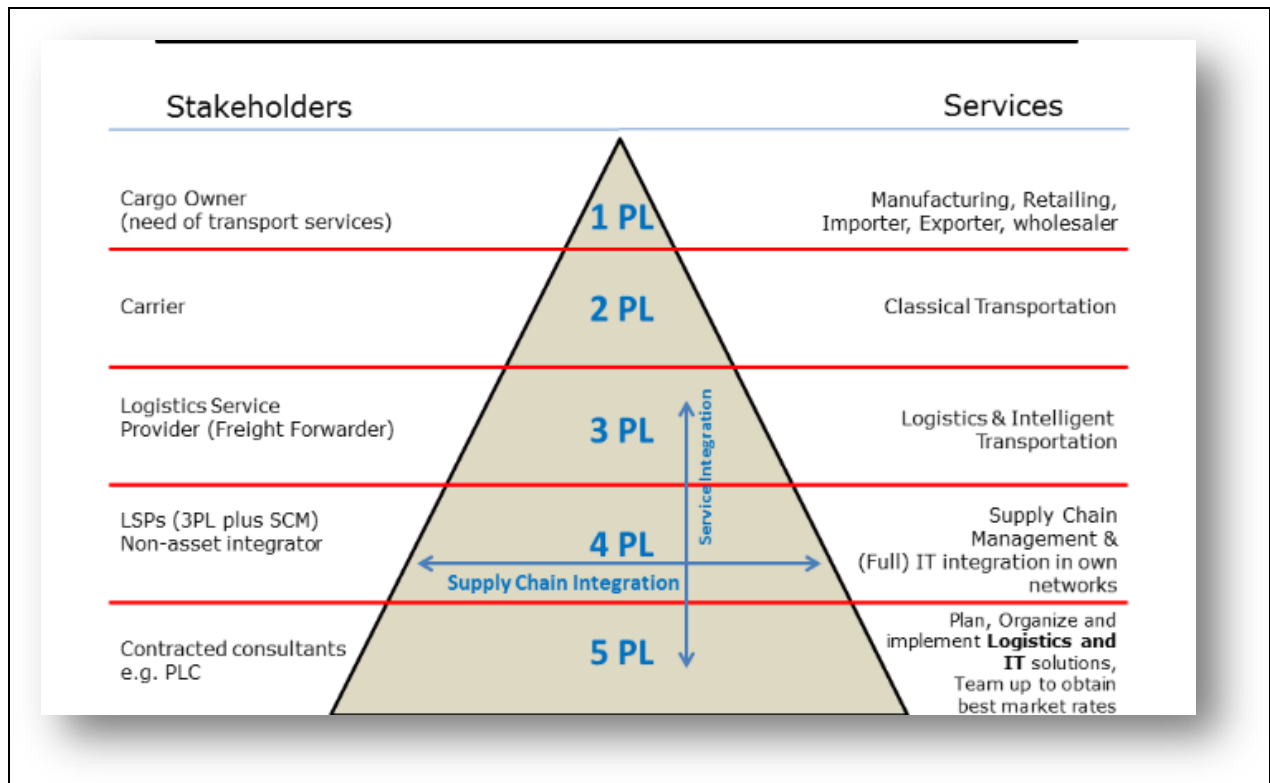 Stakeholders
Services
Cargo Owner
(need of transport services)
1 PL
Manufacturing, Retailing,
Importer, Exporter, wholesaler
Carrier
2 PL
Classical Transportation
Logistics Service
Provider (Freight Forwarder)
3 PL
Service Integration
Logistics & Intelligent
Transportation
LSPs (3PL plus SCM)
Non-asset integrator
4 PL
Supply Chain Integration
Supply Chain
Management &
(Full) IT integration in own
networks
Contracted consultants
e.g. PLC
5 PL
Plan, Organize and
implement Logistics and
IT solutions,
Team up to obtain
best market rates